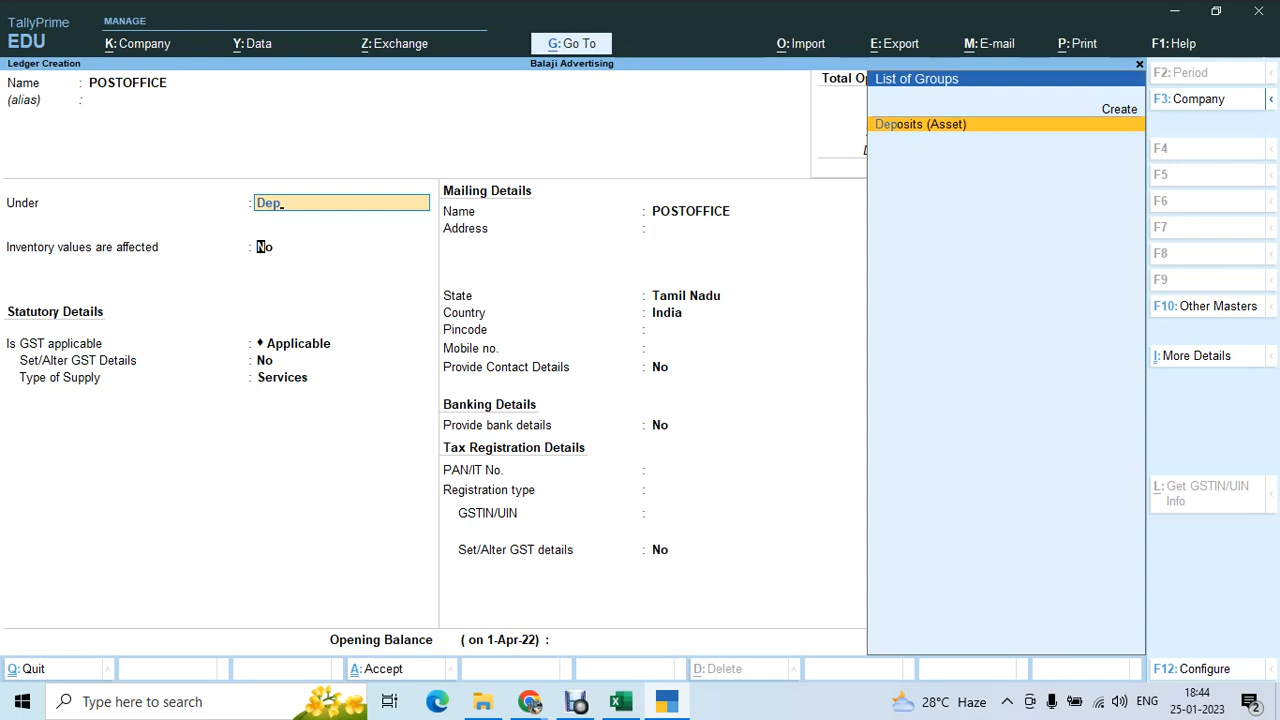 TallyPrime
EDU
MANAGE
K: Company
Y: Data
Z: Exchange
G: Go To
O: Import
E: Export
M: E-mail
P: Print
F1: Help
Ledger Creation
Balaji Advertising
Name : POSTOFFICE
(alias) :
Total Op
Under : Dep
Inventory values are affected : No
Statutory Details
Is GST applicable : ♦ Applicable
Set/Alter GST Details : No
Type of Supply : Services
Mailing Details
Name : POSTOFFICE
Address :
State : Tamil Nadu
Country : India
Pincode :
Mobile no. :
Provide Contact Details : No
Banking Details
Provide bank details : No
Tax Registration Details
PAN/IT No. :
Registration type :
GSTIN/UIN :
Set/Alter GST details : No
Opening Balance ( on 1-Apr-22) :
List of Groups
Create
Deposits (Asset)
F2: Period
F3: Company
F4
F5
F6
F7
F8
F9
F10: Other Masters
I: More Details
L: Get GSTIN/UIN
Info
Q: Quit
A: Accept
D: Delete
F12: Configure
Type here to search
28°C Haze
ENG
18:44
25-01-2023
2